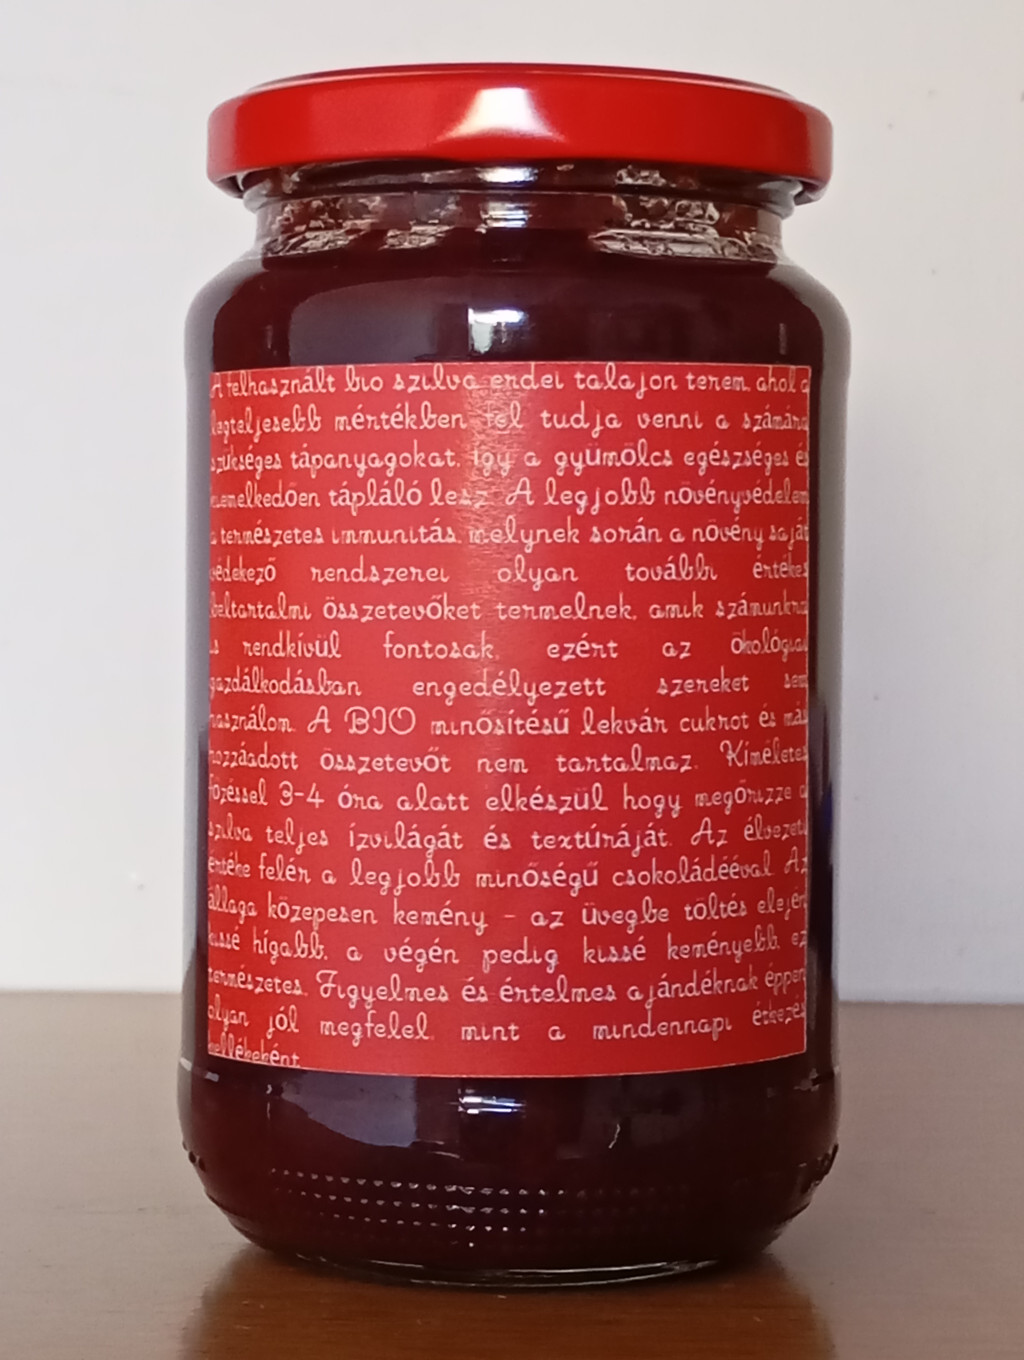 A felhasznált bio szilva erdei talajon terem, ahol a
legteljesebb mértékben fel tudja venni a számára
szükséges tápanyagokat, így a gyümölcs egészséges és
kiemelkedően tápláló lesz. A legjobb növényvédelem
a természetes immunitás, melynek során a növény saját
védekező rendszerei olyan további értékes
beltartalmi összetevőket termelnek, amik számunkra
is rendkívül fontosak, ezért az ökológiai
gazdálkodásban engedélyezett szereket sem
használom. A BIO minősítésű lekvár cukrot és más
hozzáadott összetevőt nem tartalmaz. Kíméletes
főzéssel 3-4 óra alatt elkészül hogy megőrizze a
szilva teljes ízvilágát és textúráját. Az élvezeti
értéke felér a legjobb minőségű csokoládééval. Az
állaga közepesen kemény - az üvegbe töltés elején
kissé hígabb, a végén pedig kissé keményebb, ez
természetes. Figyelmes és értelmes ajándéknak éppen
olyan jól megfelel, mint a mindennapi étkezés
mellékeként.